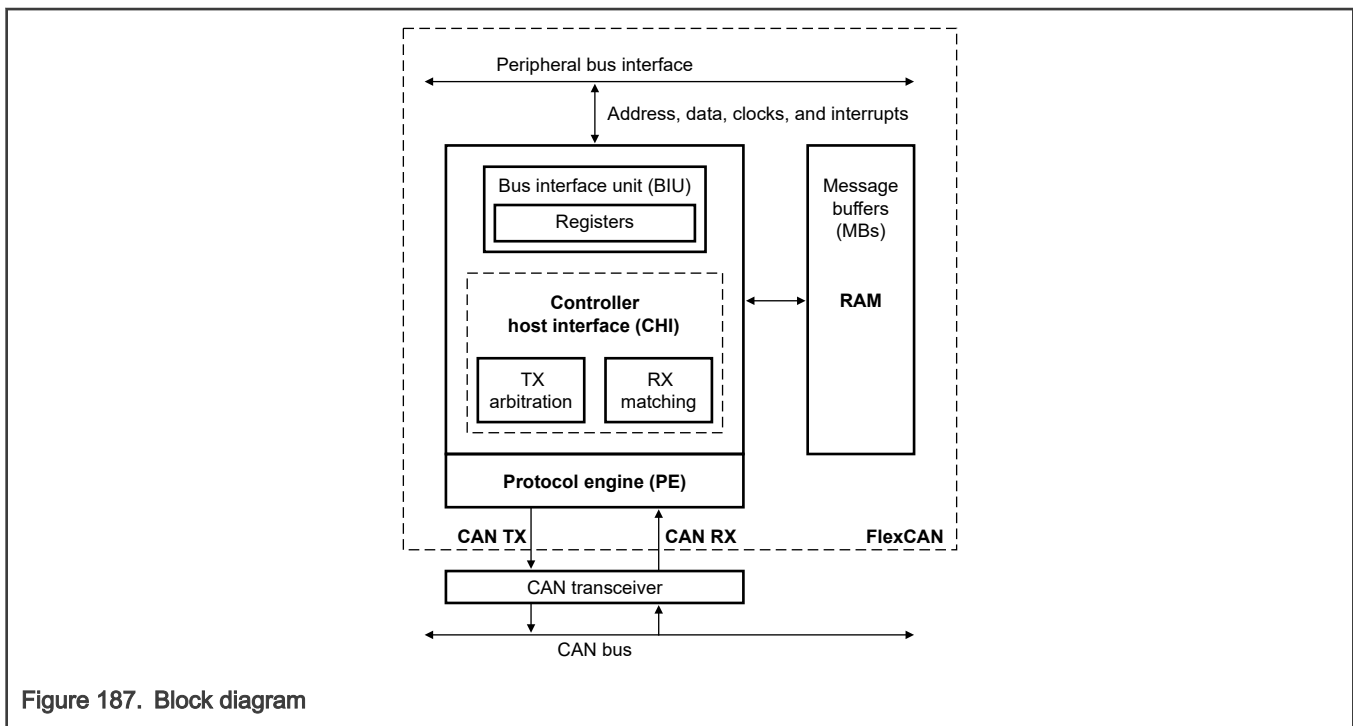 Peripheral bus interface
Address, data, clocks, and interrupts
Bus interface unit (BIU)
Registers
Message
buffers
(MBs)
Controller
host interface (CHI)
RAM
TX
arbitration
RX
matching
Protocol engine (PE)
CAN TX
CAN RX
FlexCAN
CAN transceiver
CAN bus
Figure 187. Block diagram